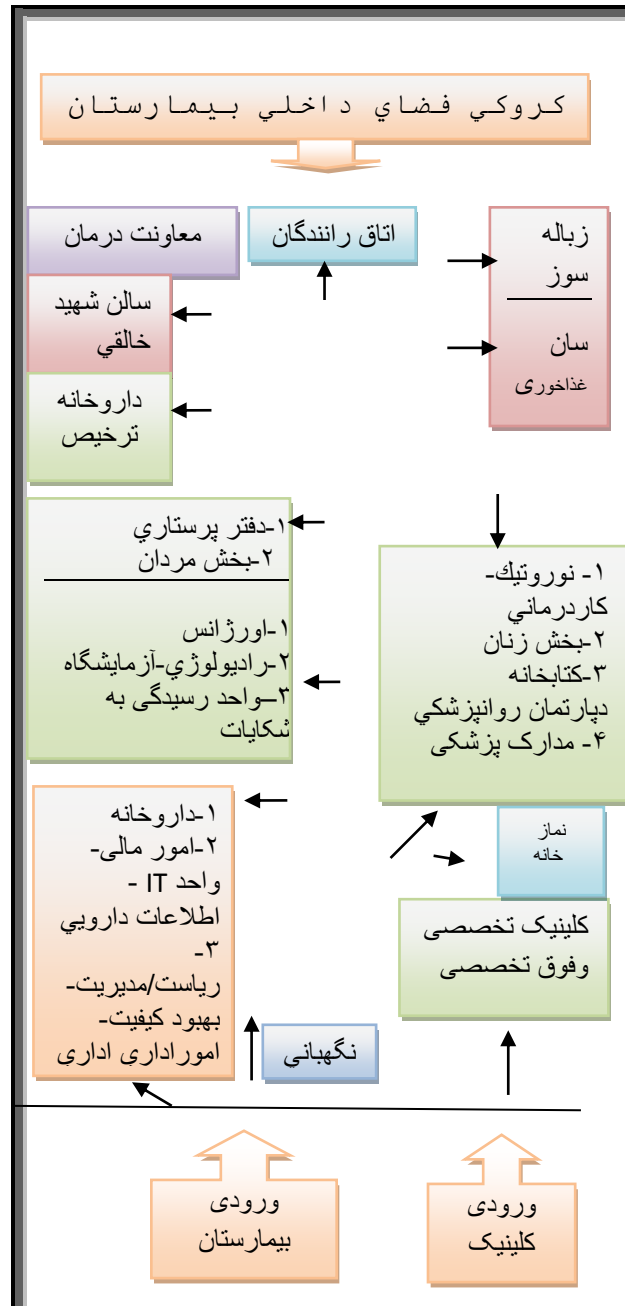 كروكي فضاي داخلي بيمارستان
معاونت درمان
اتاق رانندگان
زباله
سوز
سان
غذاخوری
سالن شهيد
خالقي
داروخانه
ترخيص
۱-دفتر پرستاري
۲-بخش مردان
۱-اورژانس
۲-راديولوژي-آزمايشگاه
۳–واحد رسیدگی به
شکایات
۱- نوروتيك-
كاردرماني
۲-بخش زنان
۳-كتابخانه
دپارتمان روانپزشكي
۴- مدارک پزشکی
نماز
خانه
کلینیک تخصصی
وفوق تخصصی
۱-داروخانه
۲-امور مالی-
واحد IT -
اطلاعات دارويي
۳-
رياست/مديريت-
بهبود كيفيت-
اموراداري اداري
نگهباني
ورودی
بیمارستان
ورودی
کلینیک